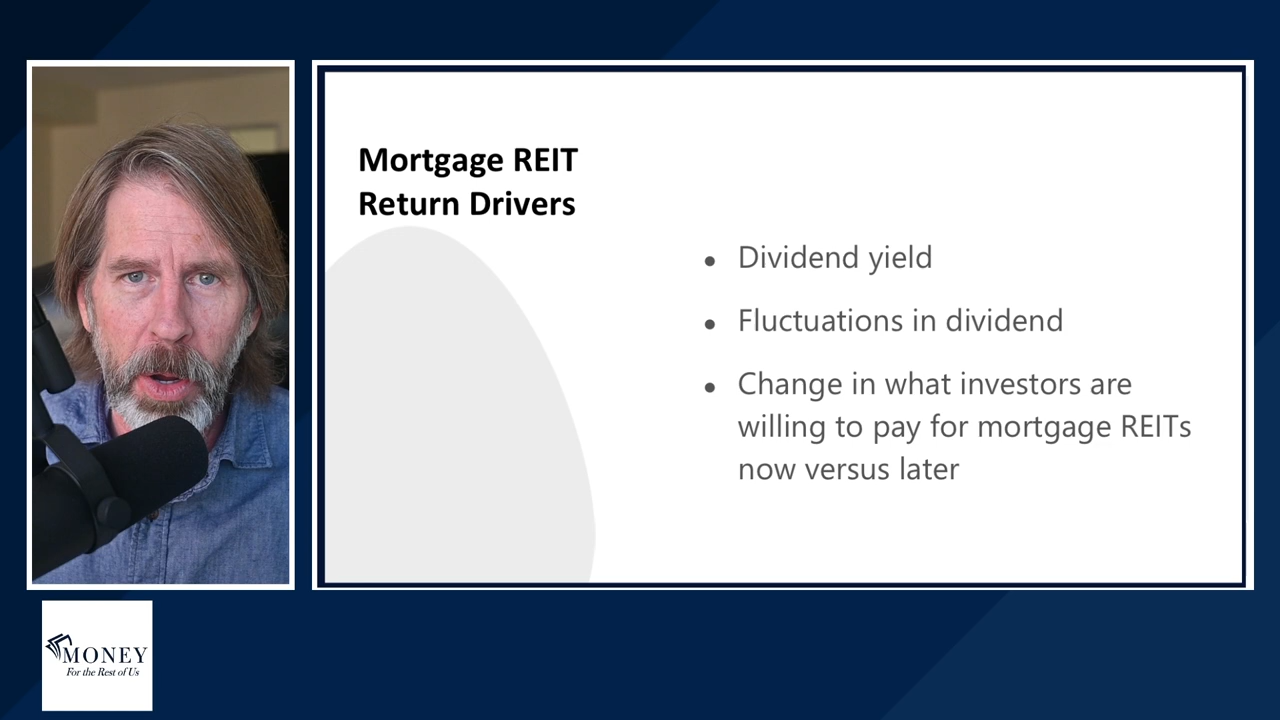 Mortgage REIT
Return Drivers
● Dividend yield
● Fluctuations in dividend
● Change in what investors are
willing to pay for mortgage REITs
now versus later
MONEY
For the Rest of Us